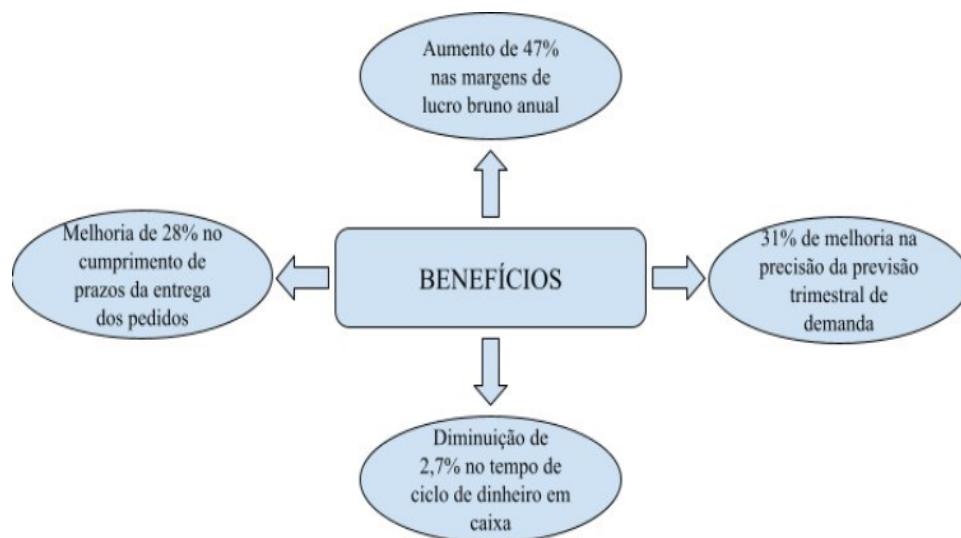 Aumento de 47%
nas margens de
lucro bruno anual
Melhoria de 28% no
cumprimento de
prazos da entrega
dos pedidos
BENEFÍCIOS
31% de melhoria na
precisão da previsão
trimestral de
demanda
Diminuição de
2,7% no tempo de
ciclo de dinheiro em
caixa